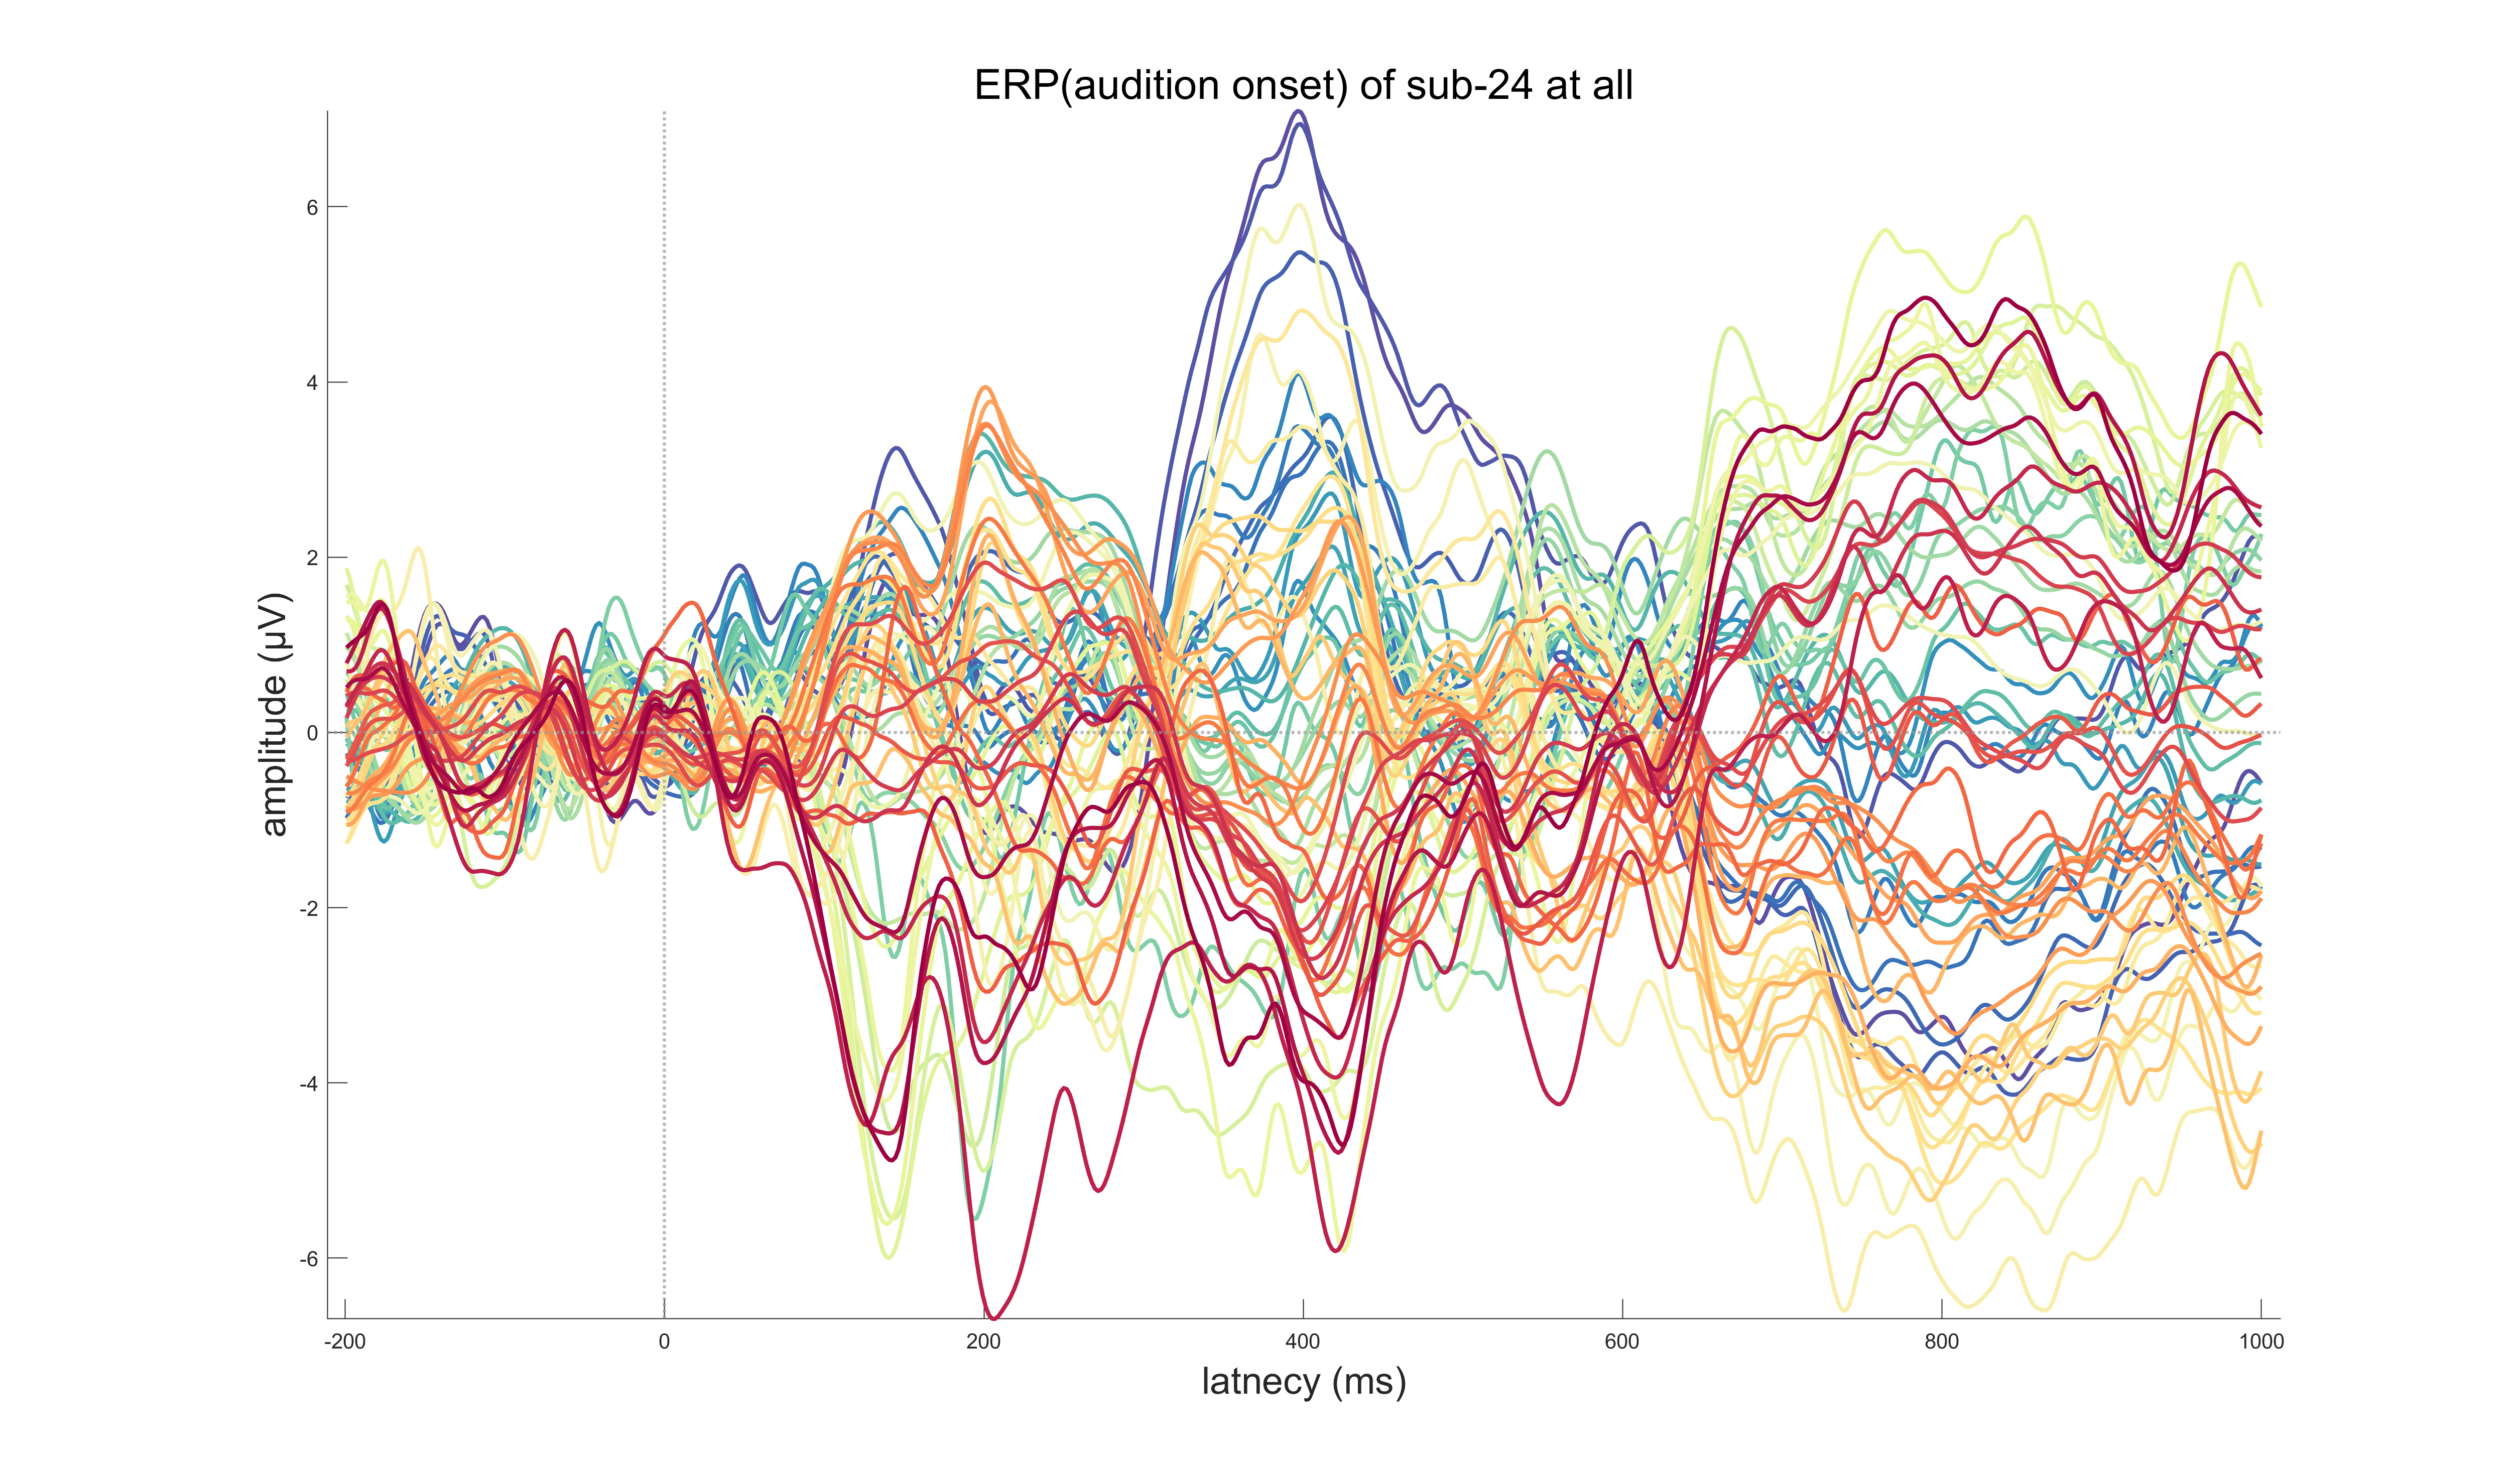 ERP(audition onset) of sub-24 at all
amplitude (µV)
6
4
2
0
-2
-4
-6
-200 0 200 400 600 800 1000
latnecy (ms)